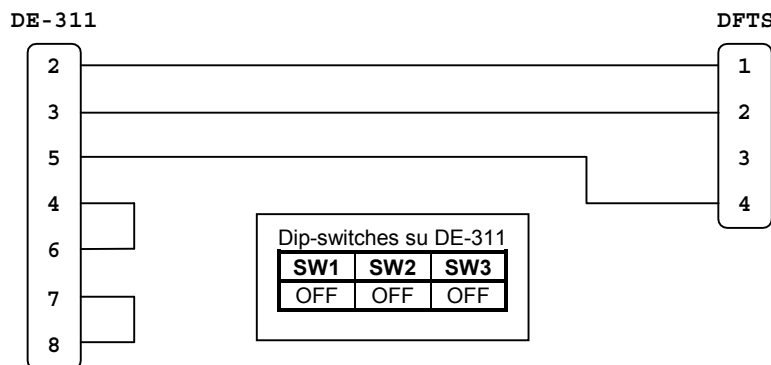 DE-311 DFTS
2 1
3 2
5 3
4 4
6
7
8
Dip-switches su DE-311
SW1 SW2 SW3
OFF OFF OFF